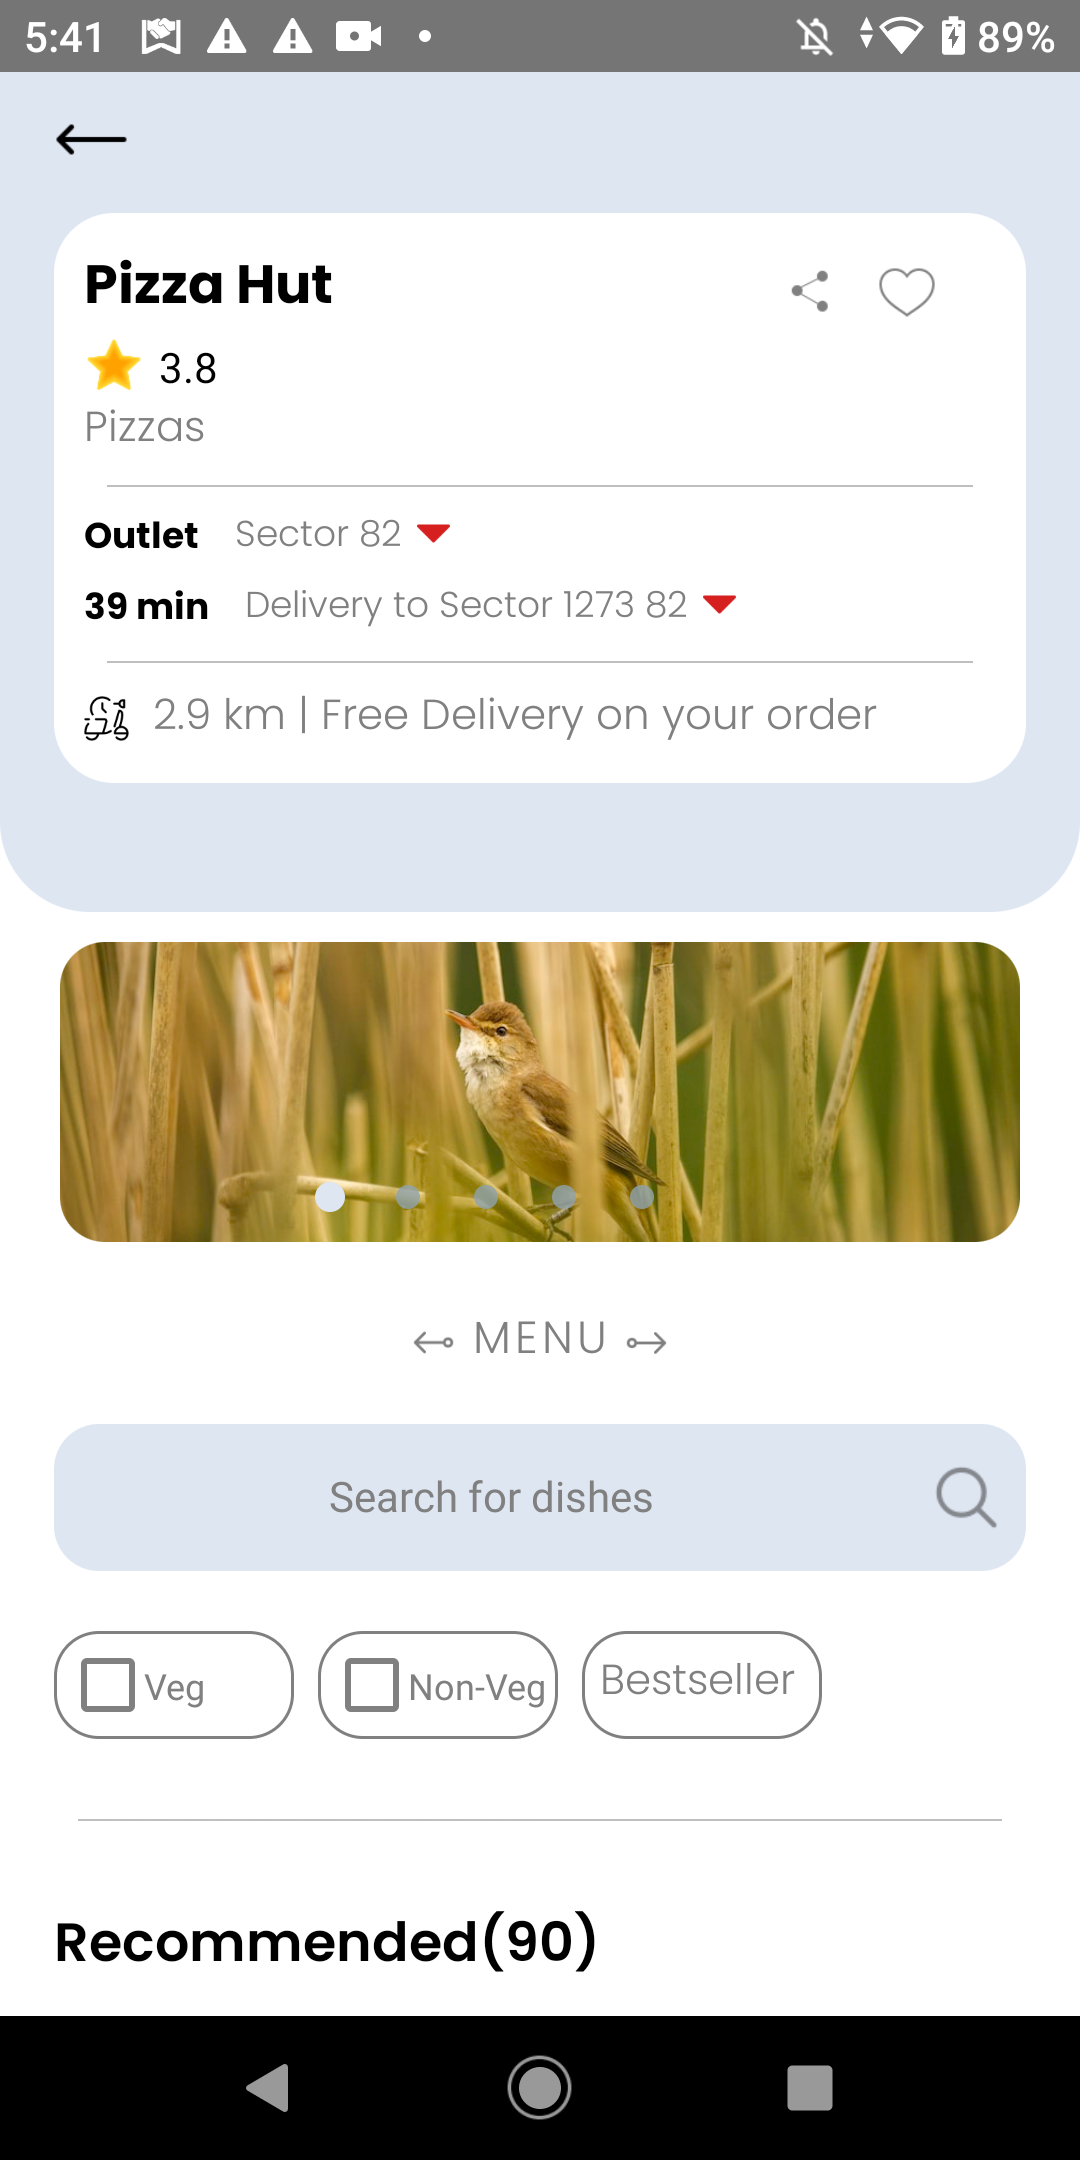 5:41 89%
Pizza Hut
3.8
Pizzas
Outlet Sector 82
39 min Delivery to Sector 1273 82
2.9 km | Free Delivery on your order
MENU
Search for dishes
Veg Non-Veg Bestseller
Recommended(90)